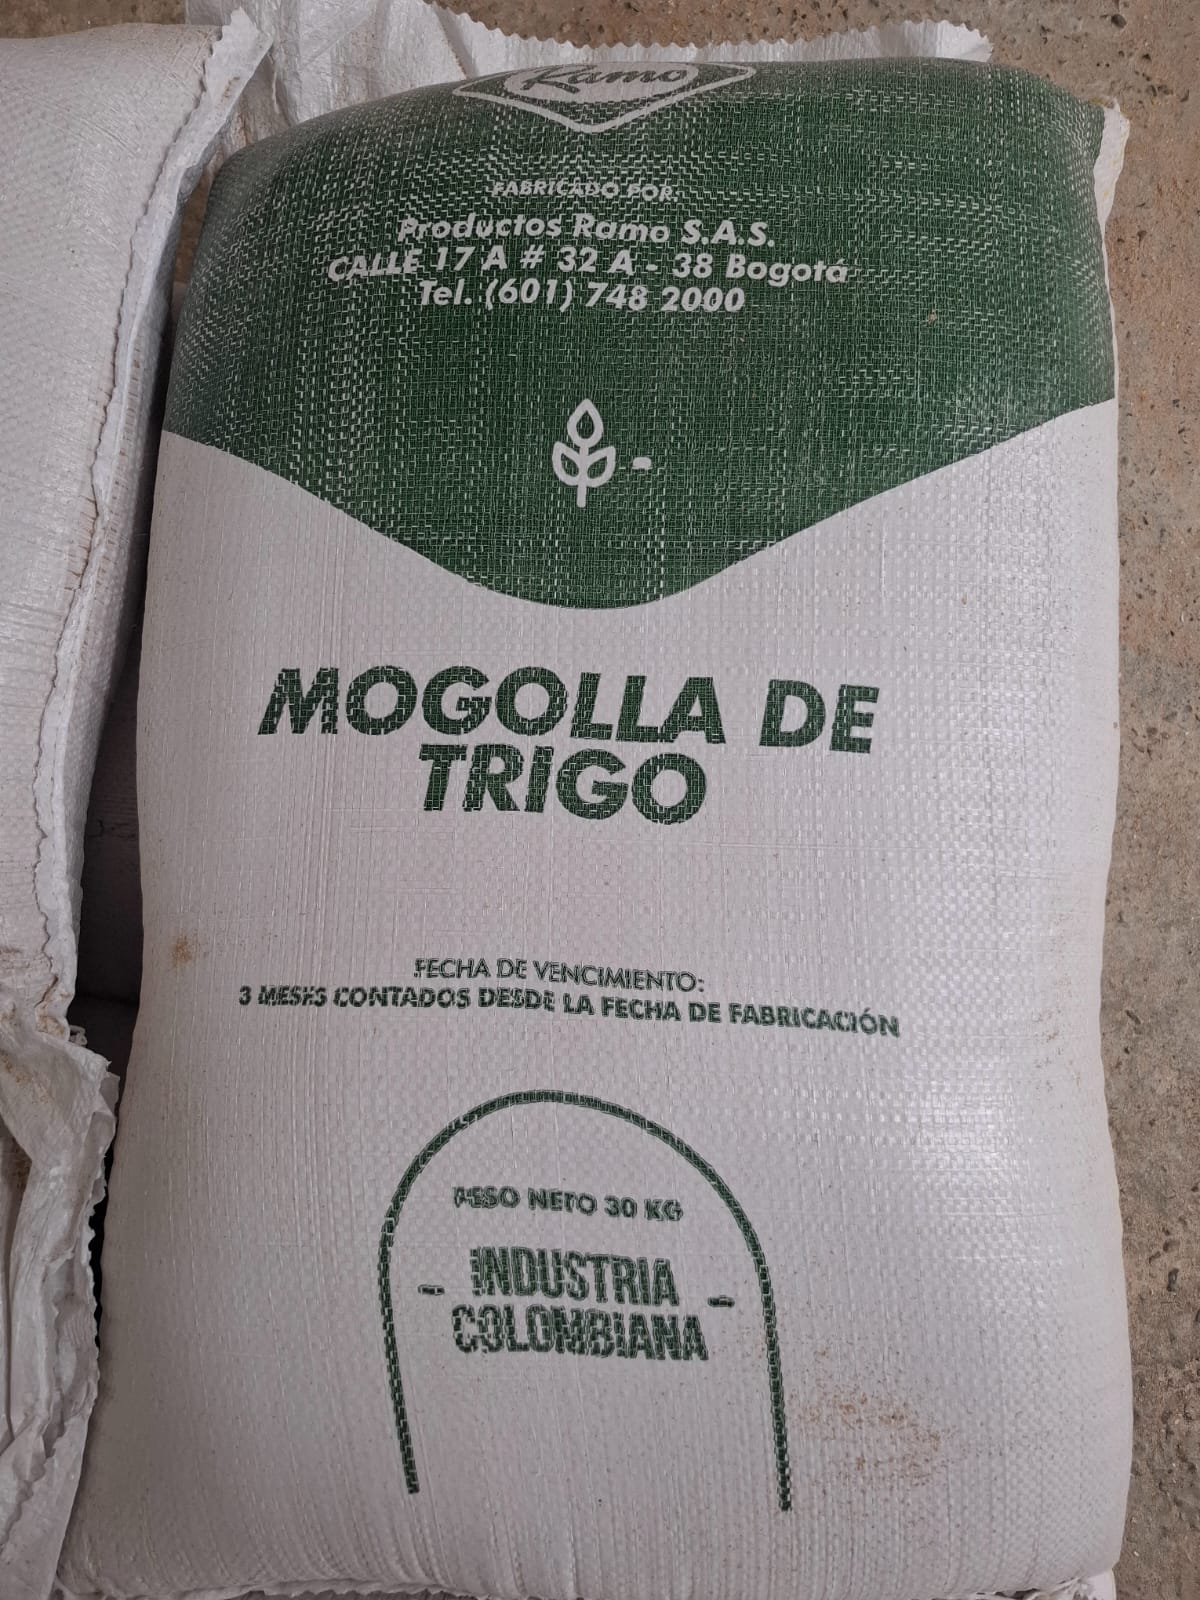 Ramo
FABRICADO POR:
Productos Ramo S.A.S.
CALLE 17 A # 32 A - 38 Bogotá
Tel. (601) 748 2000
MOGOLLA DE
TRIGO
FECHA DE VENCIMIENTO:
3 MESES CONTADOS DESDE LA FECHA DE FABRICACIÓN
PESO NETO 30 KG
- INDUSTRIA -
COLOMBIANA